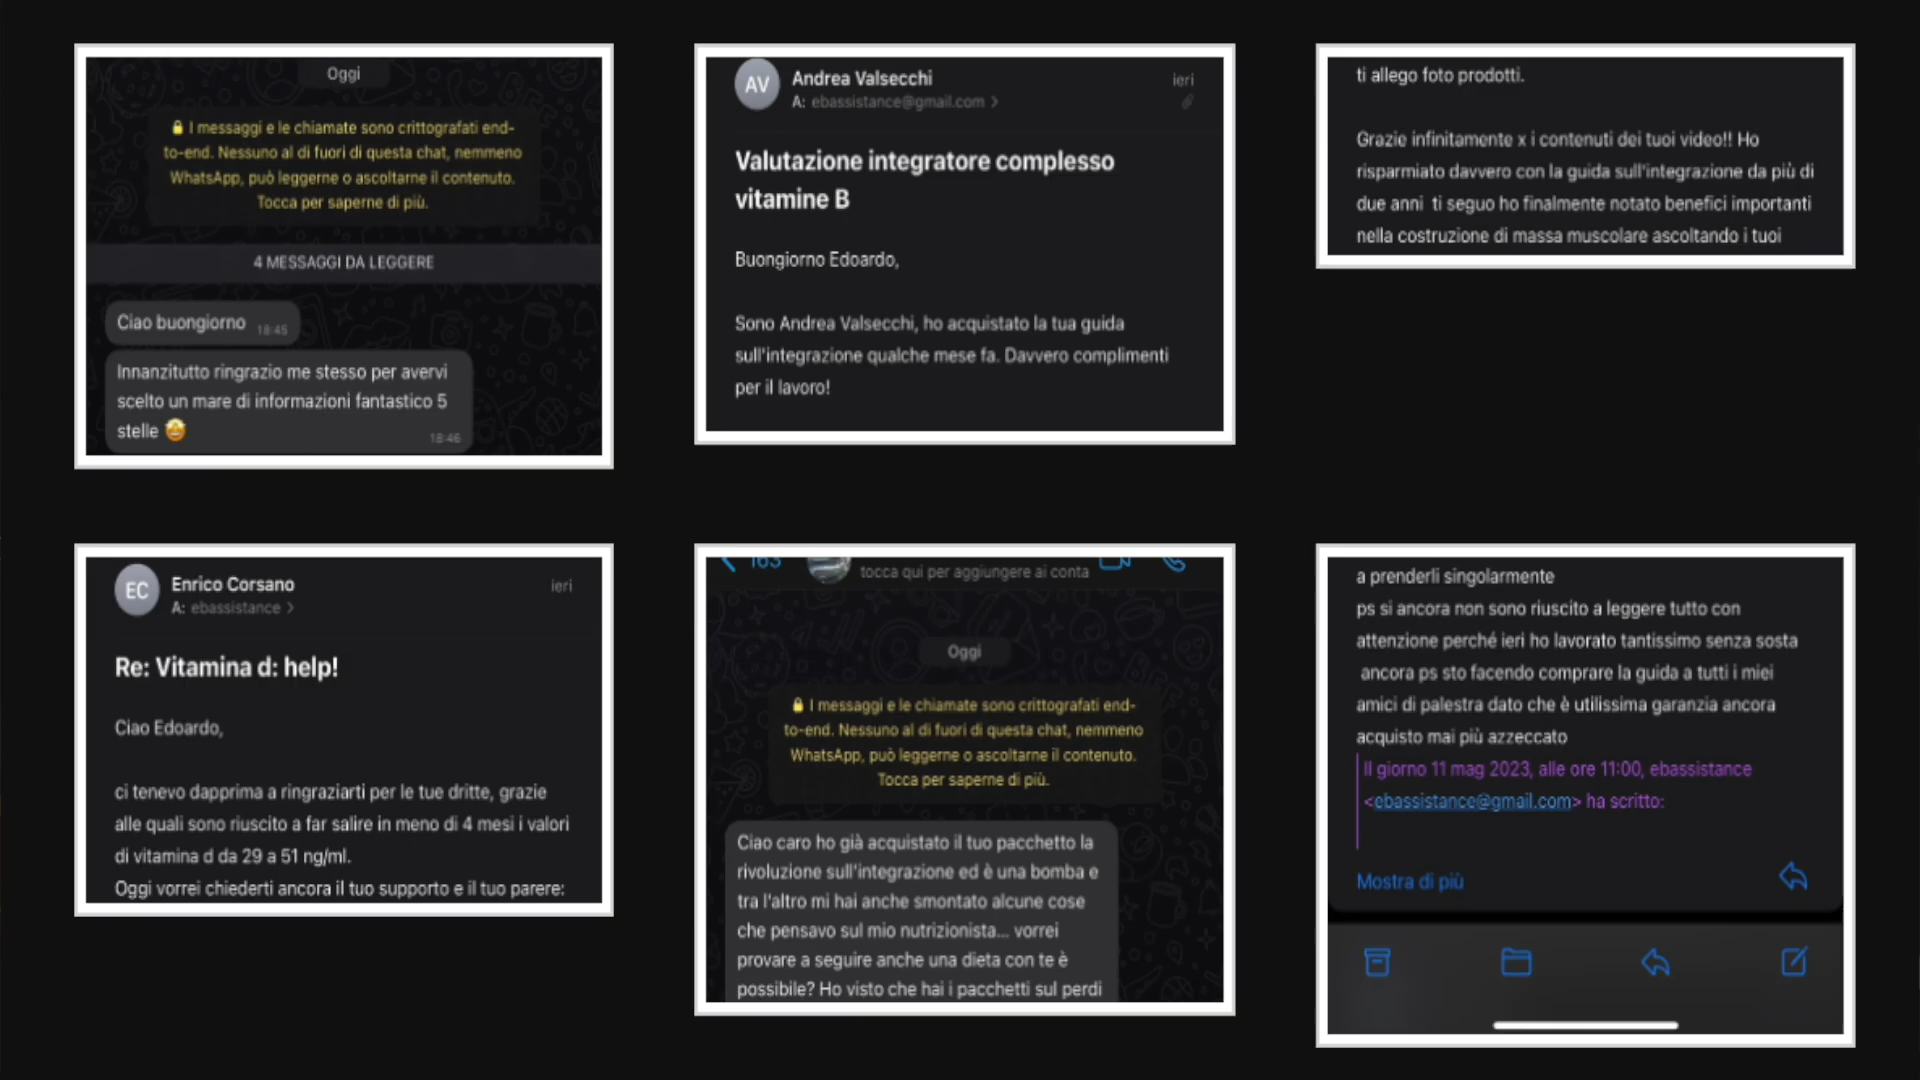 Oggi
I messaggi e le chiamate sono crittografati end-
to-end. Nessuno al di fuori di questa chat, nemmeno
WhatsApp, può leggerne o ascoltarne il contenuto.
Tocca per saperne di più.
4 MESSAGGI DA LEGGERE
Ciao buongiorno 18:45
Innanzitutto ringrazio me stesso per avervi
scelto un mare di informazioni fantastico 5
stelle 🤩
18:46
AV
Andrea Valsecchi
ieri
A: ebassistance@gmail.com >
Valutazione integratore complesso
vitamine B
Buongiorno Edoardo,
Sono Andrea Valsecchi, ho acquistato la tua guida
sull'integrazione qualche mese fa. Davvero complimenti
per il lavoro!
ti allego foto prodotti.
Grazie infinitamente x i contenuti dei tuoi video!! Ho
risparmiato davvero con la guida sull'integrazione da più di
due anni ti seguo ho finalmente notato benefici importanti
nella costruzione di massa muscolare ascoltando i tuoi
EC
Enrico Corsano
ieri
A: ebassistance >
Re: Vitamina d: help!
Ciao Edoardo,
ci tenevo dapprima a ringraziarti per le tue dritte, grazie
alle quali sono riuscito a far salire in meno di 4 mesi i valori
di vitamina d da 29 a 51 ng/ml.
Oggi vorrei chiederti ancora il tuo supporto e il tuo parere:
163
tocca qui per aggiungere ai conta
Oggi
I messaggi e le chiamate sono crittografati end-
to-end. Nessuno al di fuori di questa chat, nemmeno
WhatsApp, può leggerne o ascoltarne il contenuto.
Tocca per saperne di più.
Ciao caro ho già acquistato il tuo pacchetto la
rivoluzione sull'integrazione ed è una bomba e
tra l'altro mi hai anche smontato alcune cose
che pensavo sul mio nutrizionista... vorrei
provare a seguire anche una dieta con te è
possibile? Ho visto che hai i pacchetti sul perdi
a prenderli singolarmente
ps si ancora non sono riuscito a leggere tutto con
attenzione perché ieri ho lavorato tantissimo senza sosta
ancora ps sto facendo comprare la guida a tutti i miei
amici di palestra dato che è utilissima garanzia ancora
acquisto mai più azzeccato
Il giorno 11 mag 2023, alle ore 11:00, ebassistance
<ebassistance@gmail.com> ha scritto:
Mostra di più